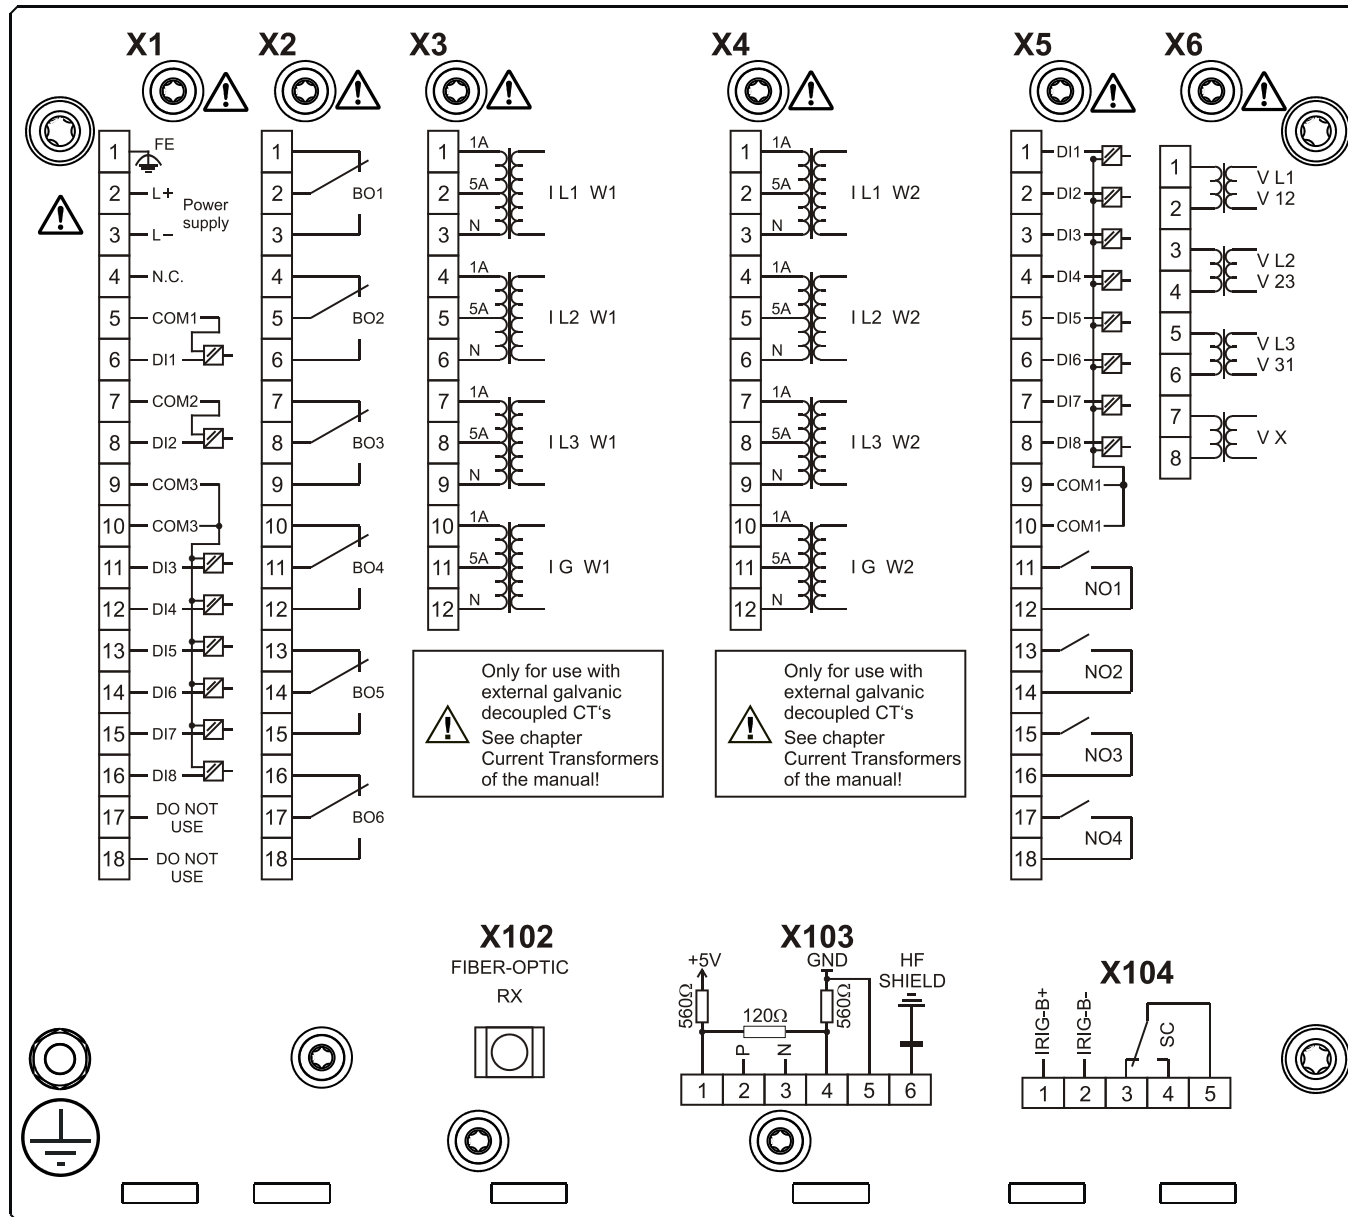 X1
X2
X3
X4
X5
X6
1 FE
2 L+
Power
supply
3 L–
4 N.C.
5 COM1
6 DI1
7 COM2
8 DI2
9 COM3
10 COM3
11 DI3
12 DI4
13 DI5
14 DI6
15 DI7
16 DI8
17 DO NOT
USE
18 DO NOT
USE
1
2 BO1
3
4
5 BO2
6
7
8 BO3
9
10
11 BO4
12
13
14 BO5
15
16
17 BO6
18
1 1A
2 5A I L1 W1
3 N
4 1A
5 5A I L2 W1
6 N
7 1A
8 5A I L3 W1
9 N
10 1A
11 5A I G W1
12 N
Only for use with
external galvanic
decoupled CT‘s
See chapter
Current Transformers
of the manual!
1 1A
2 5A I L1 W2
3 N
4 1A
5 5A I L2 W2
6 N
7 1A
8 5A I L3 W2
9 N
10 1A
11 5A I G W2
12 N
Only for use with
external galvanic
decoupled CT‘s
See chapter
Current Transformers
of the manual!
1 DI1
2 DI2
3 DI3
4 DI4
5 DI5
6 DI6
7 DI7
8 DI8
9 COM1
10 COM1
11
NO1
12
13
NO2
14
15
NO3
16
17
NO4
18
1
V L1
V 12
2
3
V L2
V 23
4
5
V L3
V 31
6
7
V X
8
X102
FIBER-OPTIC
RX
X103
+5V
GND
HF
SHIELD
560Ω
120Ω
560Ω
P
N
1 2 3 4 5 6
X104
IRIG-B+
IRIG-B-
SC
1 2 3 4 5